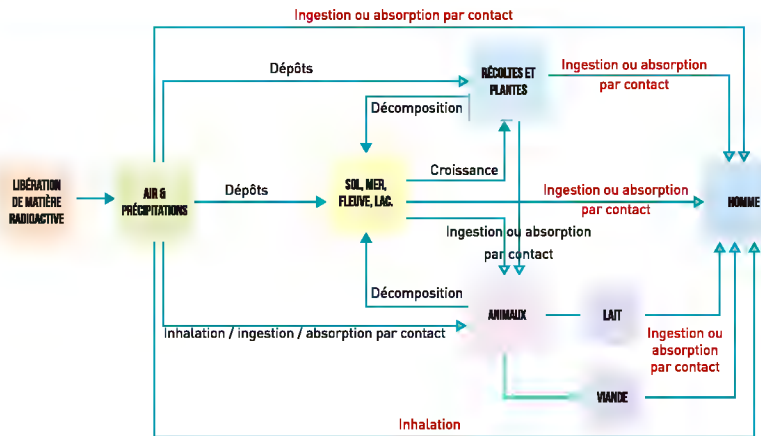 Ingestion ou absorption par contact
Dépôts
RÉCOLTES ET
PLANTES
Ingestion ou absorption
par contact
Décomposition
Croissance
LIBÉRATION
DE MATIÈRE
RADIOACTIVE
AIR &
PRÉCIPITATIONS
Dépôts
SOL, MER,
FLEUVE, LAC.
Ingestion ou absorption
par contact
HOMME
Ingestion ou absorption
par contact
Décomposition
ANIMAUX
LAIT
Inhalation / ingestion / absorption par contact
Ingestion ou
absorption
par contact
VIANDE
Inhalation